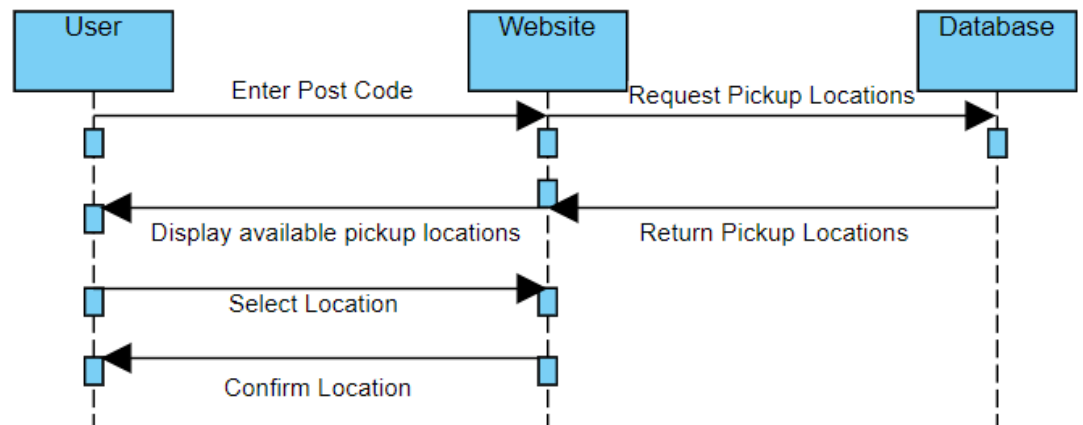 User
Website
Database
Enter Post Code
Request Pickup Locations
Display available pickup locations
Return Pickup Locations
Select Location
Confirm Location